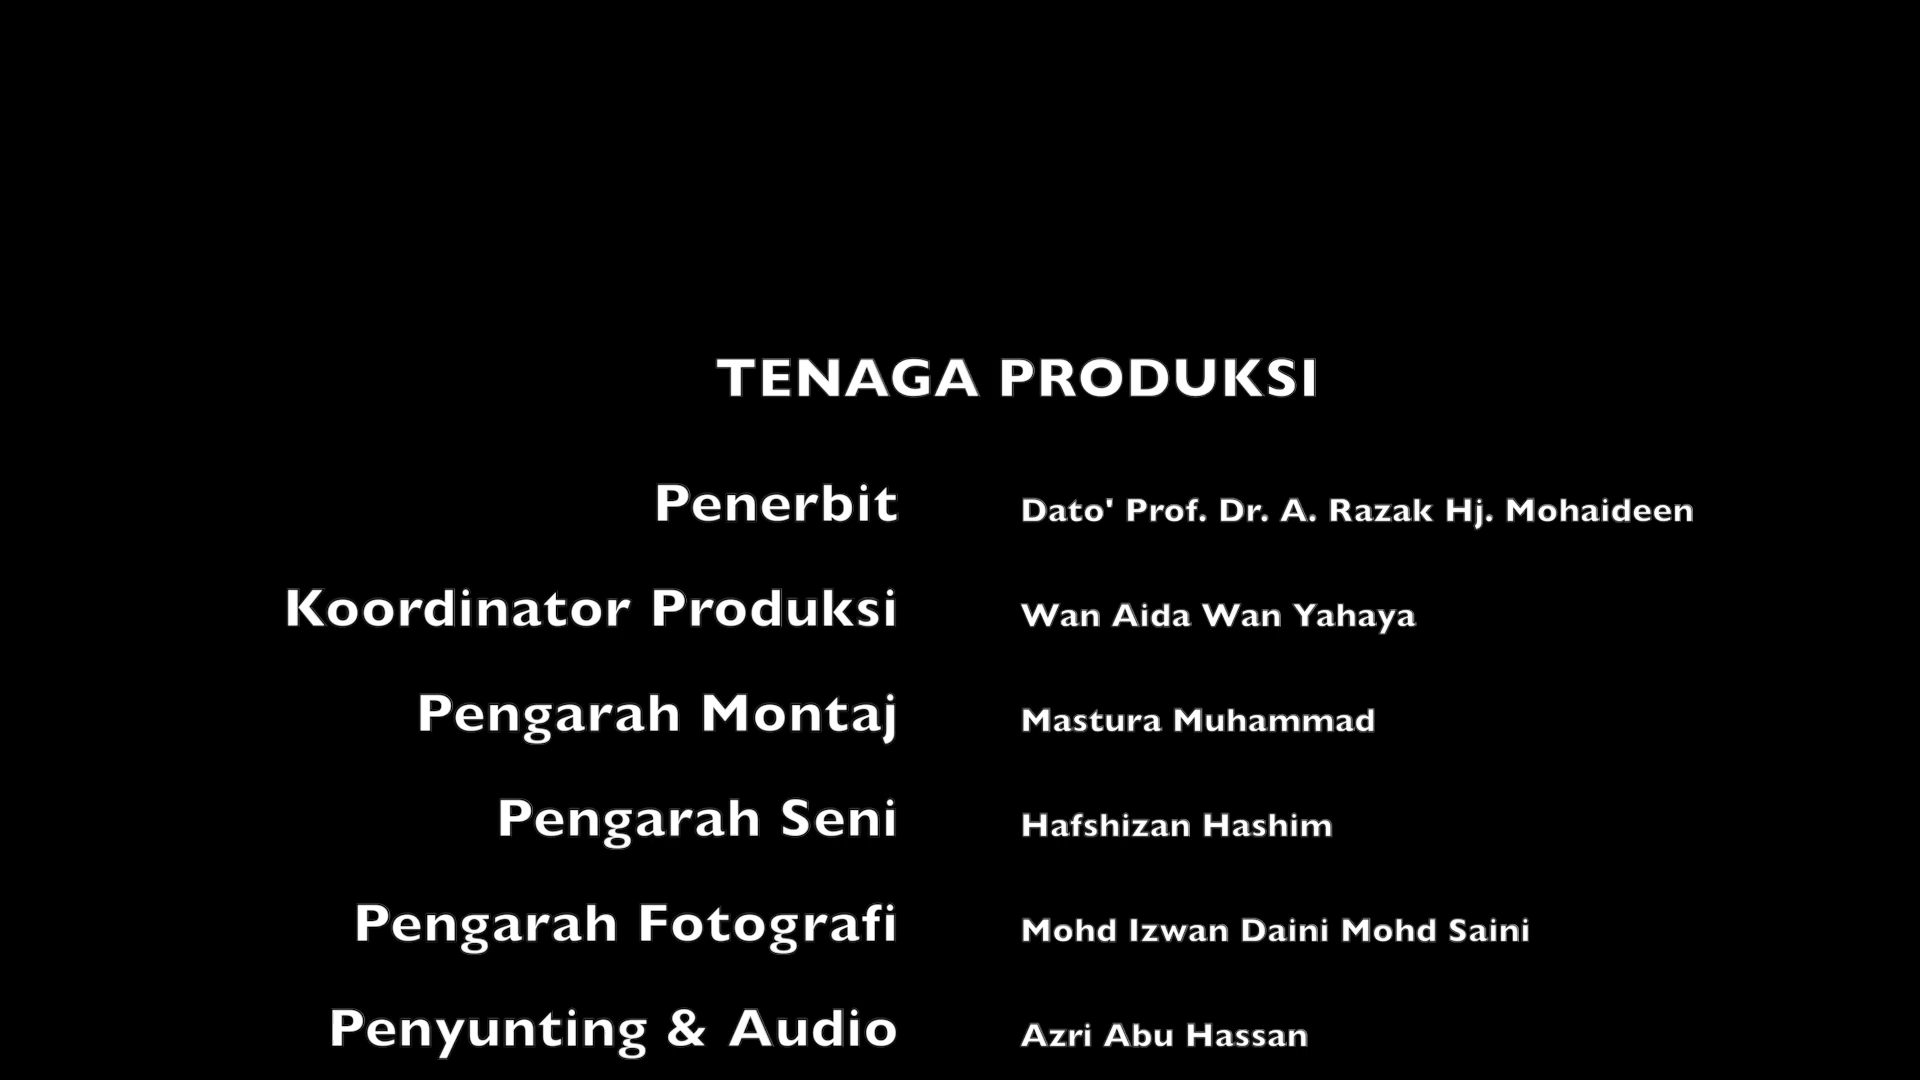 TENAGA PRODUKSI
Penerbit Dato' Prof. Dr. A. Razak Hj. Mohaideen
Koordinator Produksi Wan Aida Wan Yahaya
Pengarah Montaj Mastura Muhammad
Pengarah Seni Hafshizan Hashim
Pengarah Fotografi Mohd Izwan Daini Mohd Saini
Penyunting & Audio Azri Abu Hassan